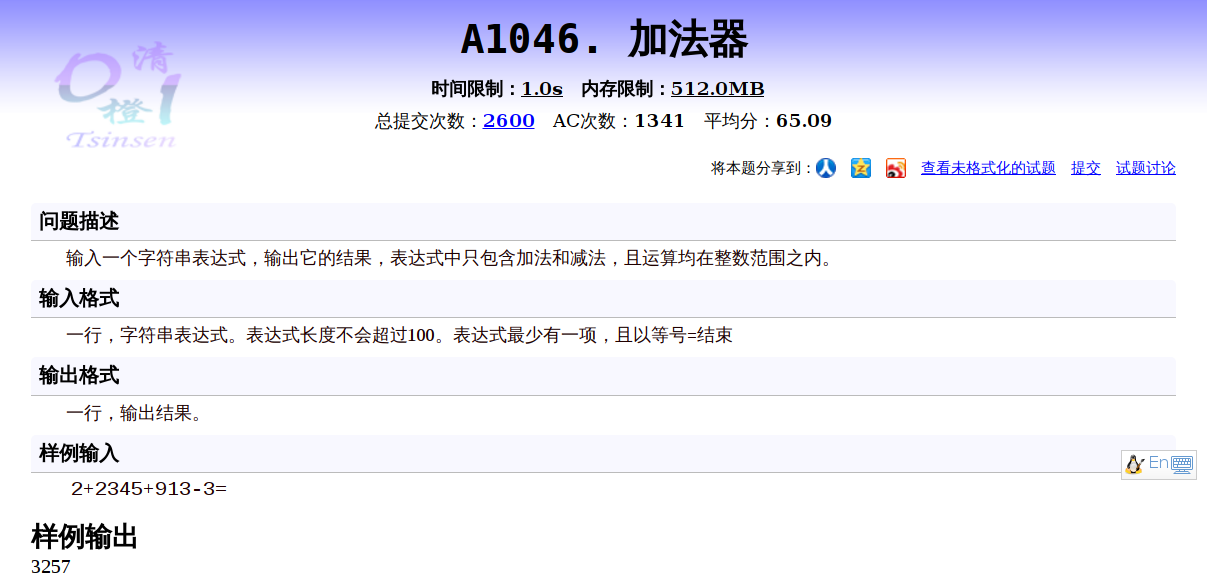 A1046. 加法器
清
橙
Tsinsen
时间限制：1.0s 内存限制：512.0MB
总提交次数：2600 AC次数：1341 平均分：65.09
将本题分享到： 查看未格式化的试题 提交 试题讨论
问题描述
输入一个字符串表达式，输出它的结果，表达式中只包含加法和减法，且运算均在整数范围之内。
输入格式
一行，字符串表达式。表达式长度不会超过100。表达式最少有一项，且以等号=结束
输出格式
一行，输出结果。
样例输入
En
2+2345+913-3=
样例输出
3257